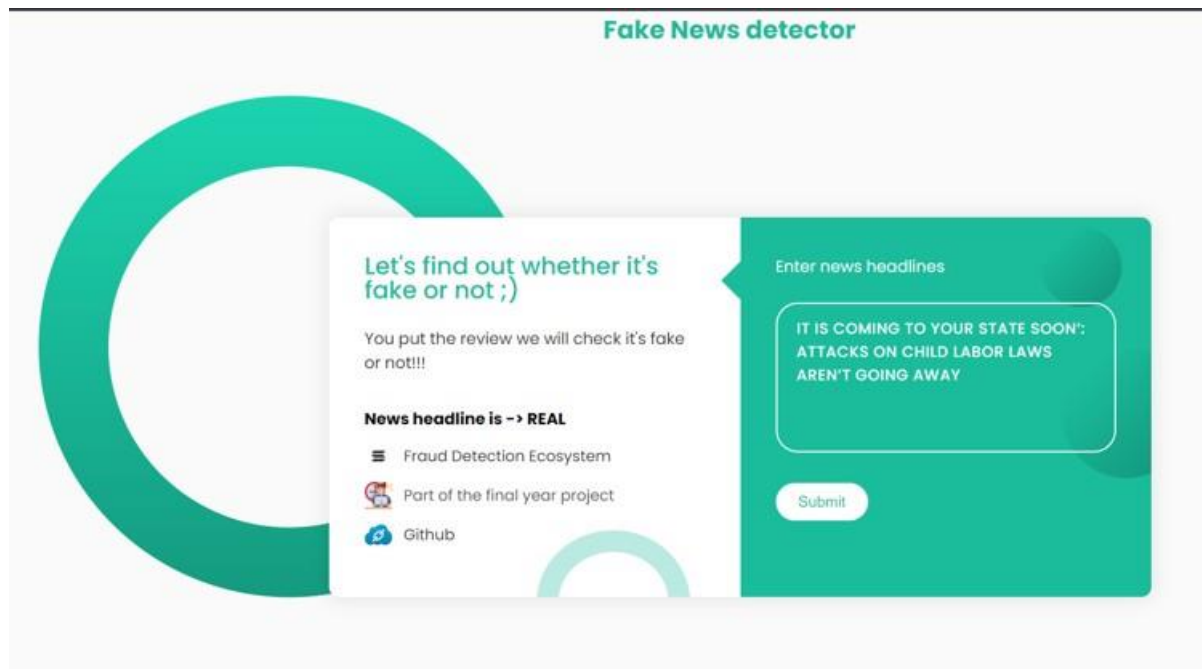 Fake News detector
Let's find out whether it's
fake or not ;)
You put the review we will check it's fake
or not!!!
News headline is -> REAL
Fraud Detection Ecosystem
Part of the final year project
Github
Enter news headlines
IT IS COMING TO YOUR STATE SOON’:
ATTACKS ON CHILD LABOR LAWS
AREN’T GOING AWAY
Submit